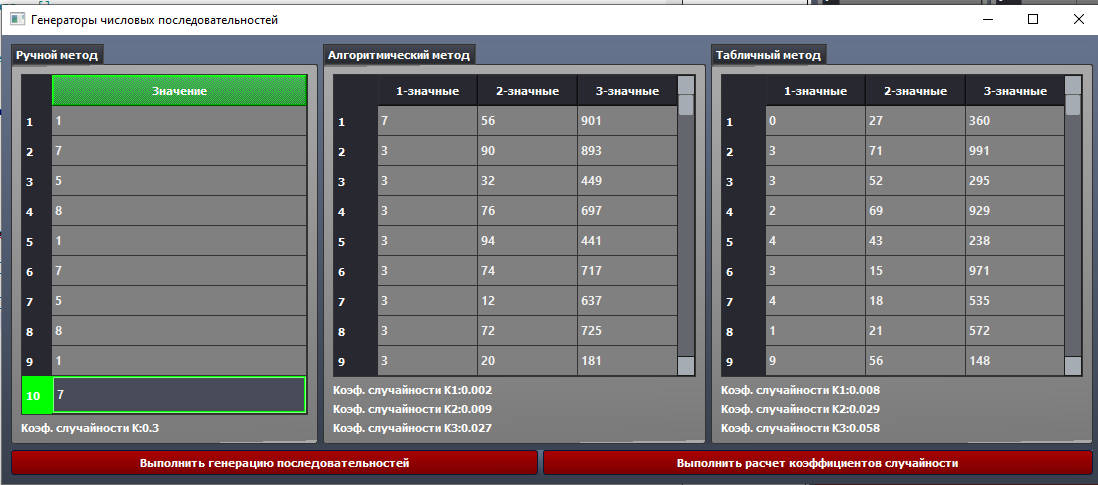 Генераторы числовых последовательностей
Ручной метод
Значение
1 1
2 7
3 5
4 8
5 1
6 7
7 5
8 8
9 1
10 7
Коэф. случайности K:0.3
Алгоритмический метод
1-значные 2-значные 3-значные
1 7 56 901
2 3 90 893
3 3 32 449
4 3 76 697
5 3 94 441
6 3 74 717
7 3 12 637
8 3 72 725
9 3 20 181
Коэф. случайности K1:0.002
Коэф. случайности K2:0.009
Коэф. случайности K3:0.027
Табличный метод
1-значные 2-значные 3-значные
1 0 27 360
2 3 71 991
3 3 52 295
4 2 69 929
5 4 43 238
6 3 15 971
7 4 18 535
8 1 21 572
9 9 56 148
Коэф. случайности K1:0.008
Коэф. случайности K2:0.029
Коэф. случайности K3:0.058
Выполнить генерацию последовательностей
Выполнить расчет коэффициентов случайности